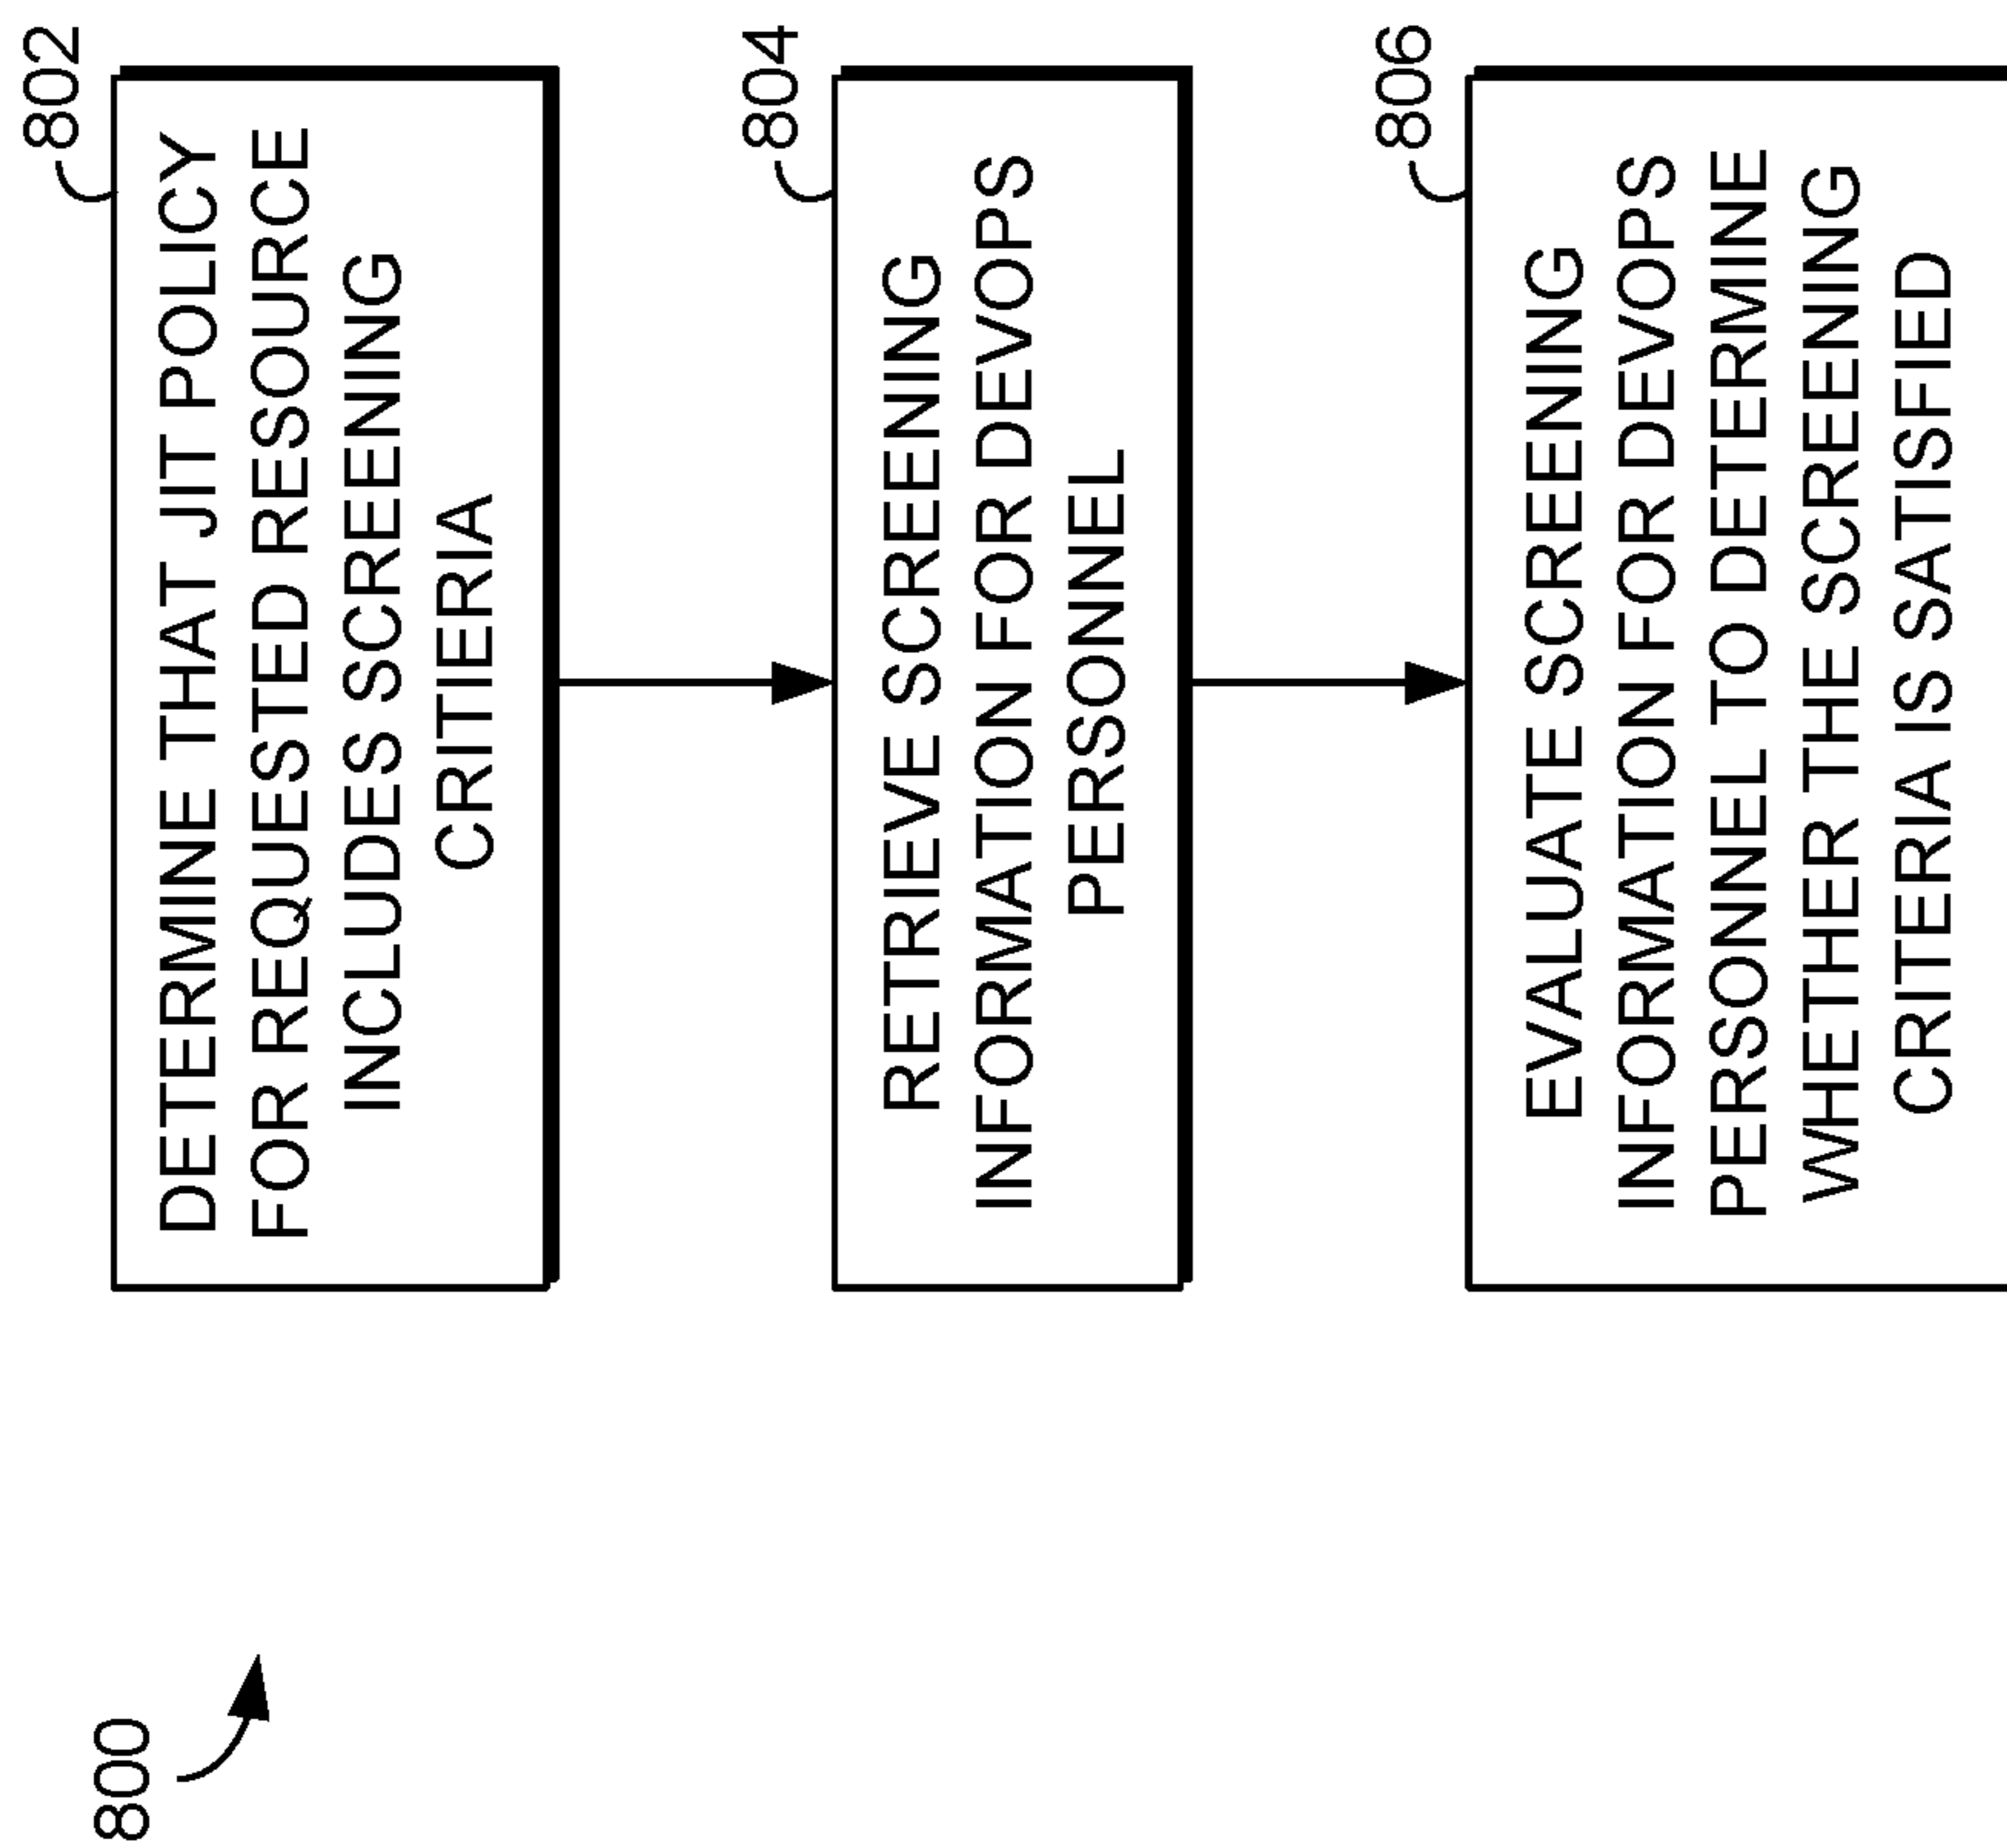 800
802
DETERMINE THAT JIT POLICY
FOR REQUESTED RESOURCE
INCLUDES SCREENING
CRITIERIA
804
RETRIEVE SCREENING
INFORMATION FOR DEVOPS
PERSONNEL
806
EVALUATE SCREENING
INFORMATION FOR DEVOPS
PERSONNEL TO DETERMINE
WHETHER THE SCREENING
CRITERIA IS SATISFIED